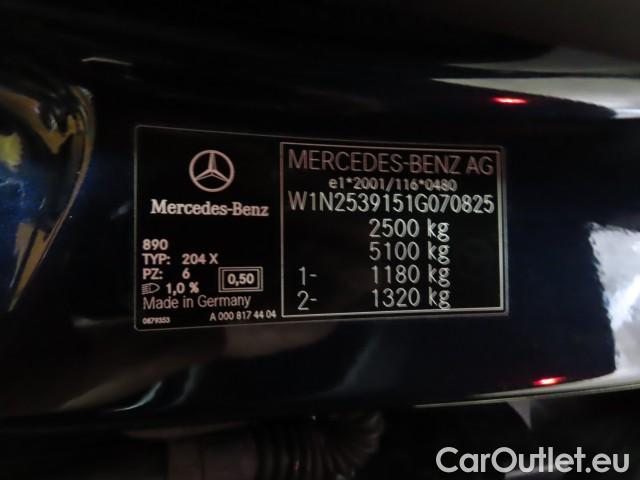 Mercedes-Benz
890
TYP: 204 X
PZ: 6
1,0 %
0,50
Made in Germany
0879353
A 000 817 44 04
MERCEDES-BENZ AG
e1*2001/116*0480
W1N2539151G070825
2500 kg
5100 kg
1- 1180 kg
2- 1320 kg
CarOutlet.eu